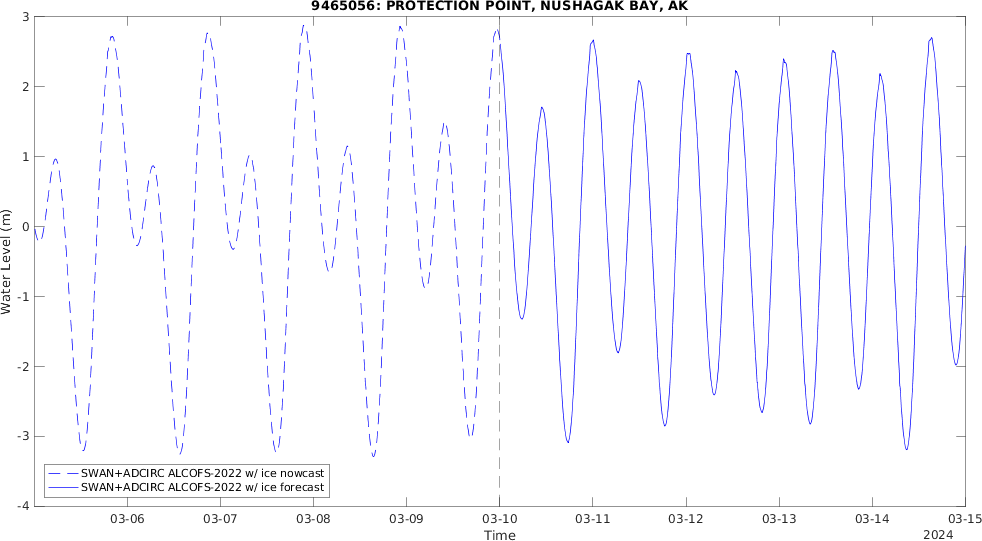 9465056: PROTECTION POINT, NUSHAGAK BAY, AK
3
2
1
0
-1
-2
-3
-4
Water Level (m)
SWAN+ADCIRC ALCOFS-2022 w/ ice nowcast
SWAN+ADCIRC ALCOFS-2022 w/ ice forecast
03-06 03-07 03-08 03-09 03-10 03-11 03-12 03-13 03-14 03-15
Time
2024